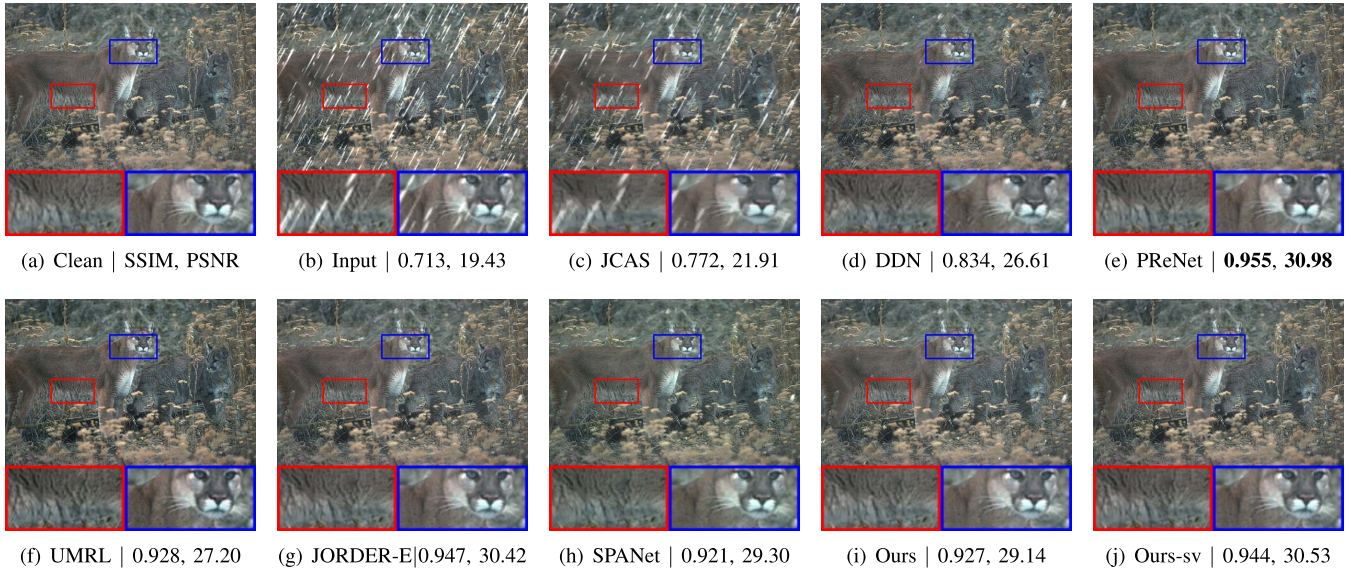 (a) Clean | SSIM, PSNR
(b) Input | 0.713, 19.43
(c) JCAS | 0.772, 21.91
(d) DDN | 0.834, 26.61
(e) PReNet | 0.955, 30.98
(f) UMRL | 0.928, 27.20
(g) JORDER-E|0.947, 30.42
(h) SPANet | 0.921, 29.30
(i) Ours | 0.927, 29.14
(j) Ours-sv | 0.944, 30.53